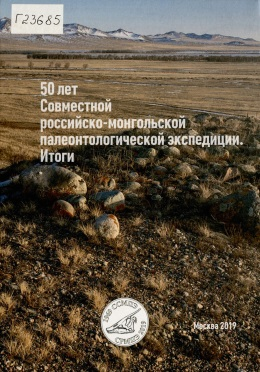 Г23685
50 лет
Совместной
российско-монгольской
палеонтологической экспедиции.
Итоги
Москва 2019